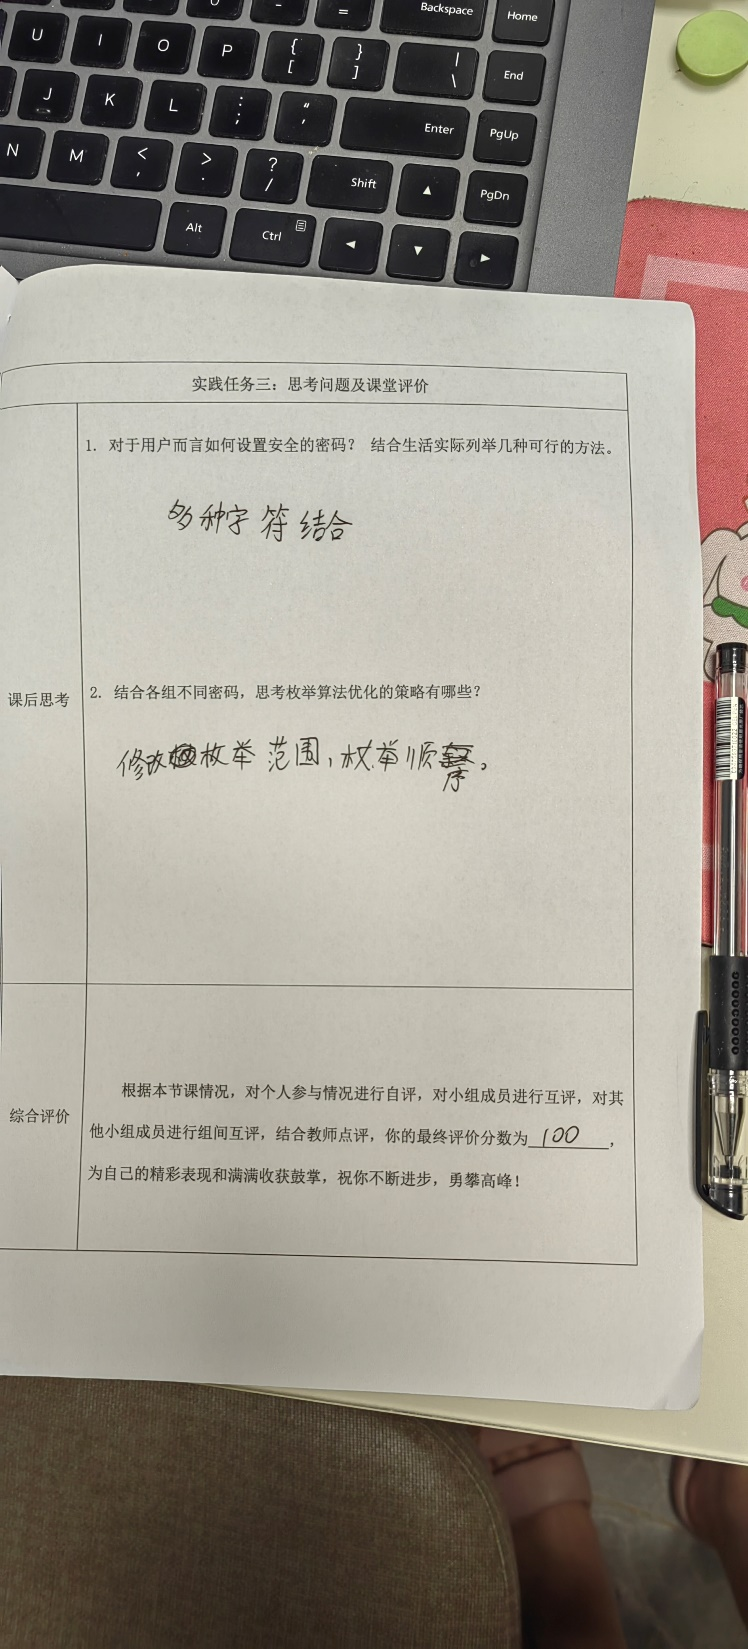 - = Backspace Home
U I O P { [ } ] | \ End
J K L : ; " ' Enter PgUp
N M < , > . ? / Shift PgDn
Alt Ctrl
实践任务三：思考问题及课堂评价
1. 对于用户而言如何设置安全的密码？ 结合生活实际列举几种可行的方法。
多种字符结合
课后思考
2. 结合各组不同密码，思考枚举算法优化的策略有哪些？
修改枚举范围，枚举顺序。
综合评价
根据本节课情况，对个人参与情况进行自评，对小组成员进行互评，对其
他小组成员进行组间互评，结合教师点评，你的最终评价分数为 100 ，
为自己的精彩表现和满满收获鼓掌，祝你不断进步，勇攀高峰！